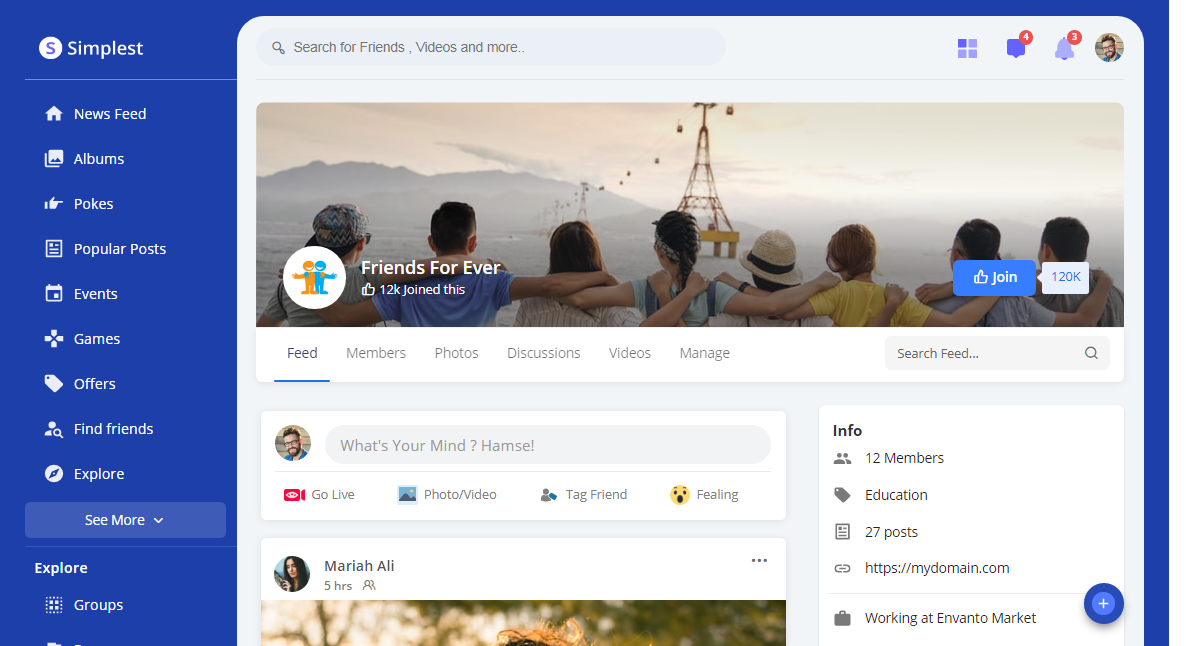 S Simplest
Search for Friends , Videos and more..
4
3
News Feed
Albums
Pokes
Popular Posts
Events
Games
Offers
Find friends
Explore
See More
Explore
Groups
Friends For Ever
12k Joined this
Join
120K
Feed
Members
Photos
Discussions
Videos
Manage
Search Feed...
What's Your Mind ? Hamse!
Go Live
Photo/Video
Tag Friend
Fealing
Mariah Ali
5 hrs
Info
12 Members
Education
27 posts
https://mydomain.com
Working at Envanto Market